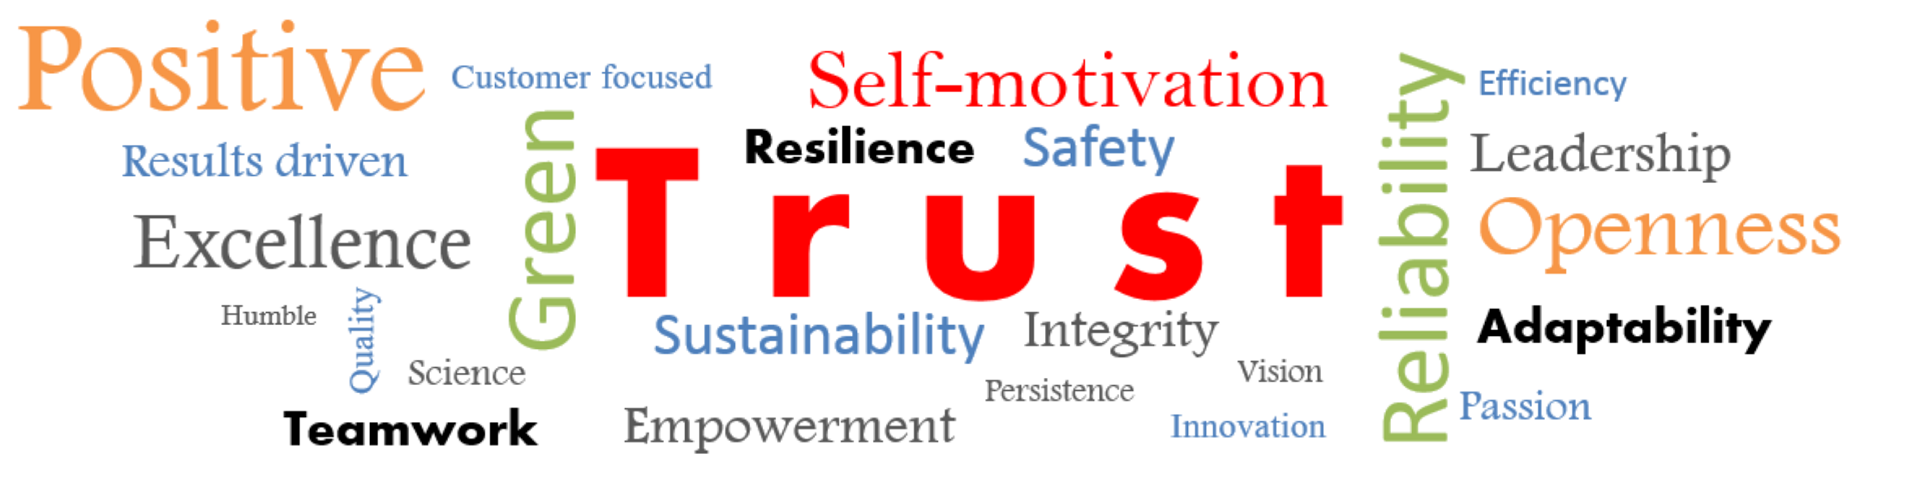 Positive
Customer focused
Self-motivation
Efficiency
Results driven
Green
Resilience
Safety
Reliability
Leadership
Trust
Excellence
Openness
Humble
Quality
Science
Sustainability
Integrity
Adaptability
Vision
Persistence
Passion
Teamwork
Empowerment
Innovation